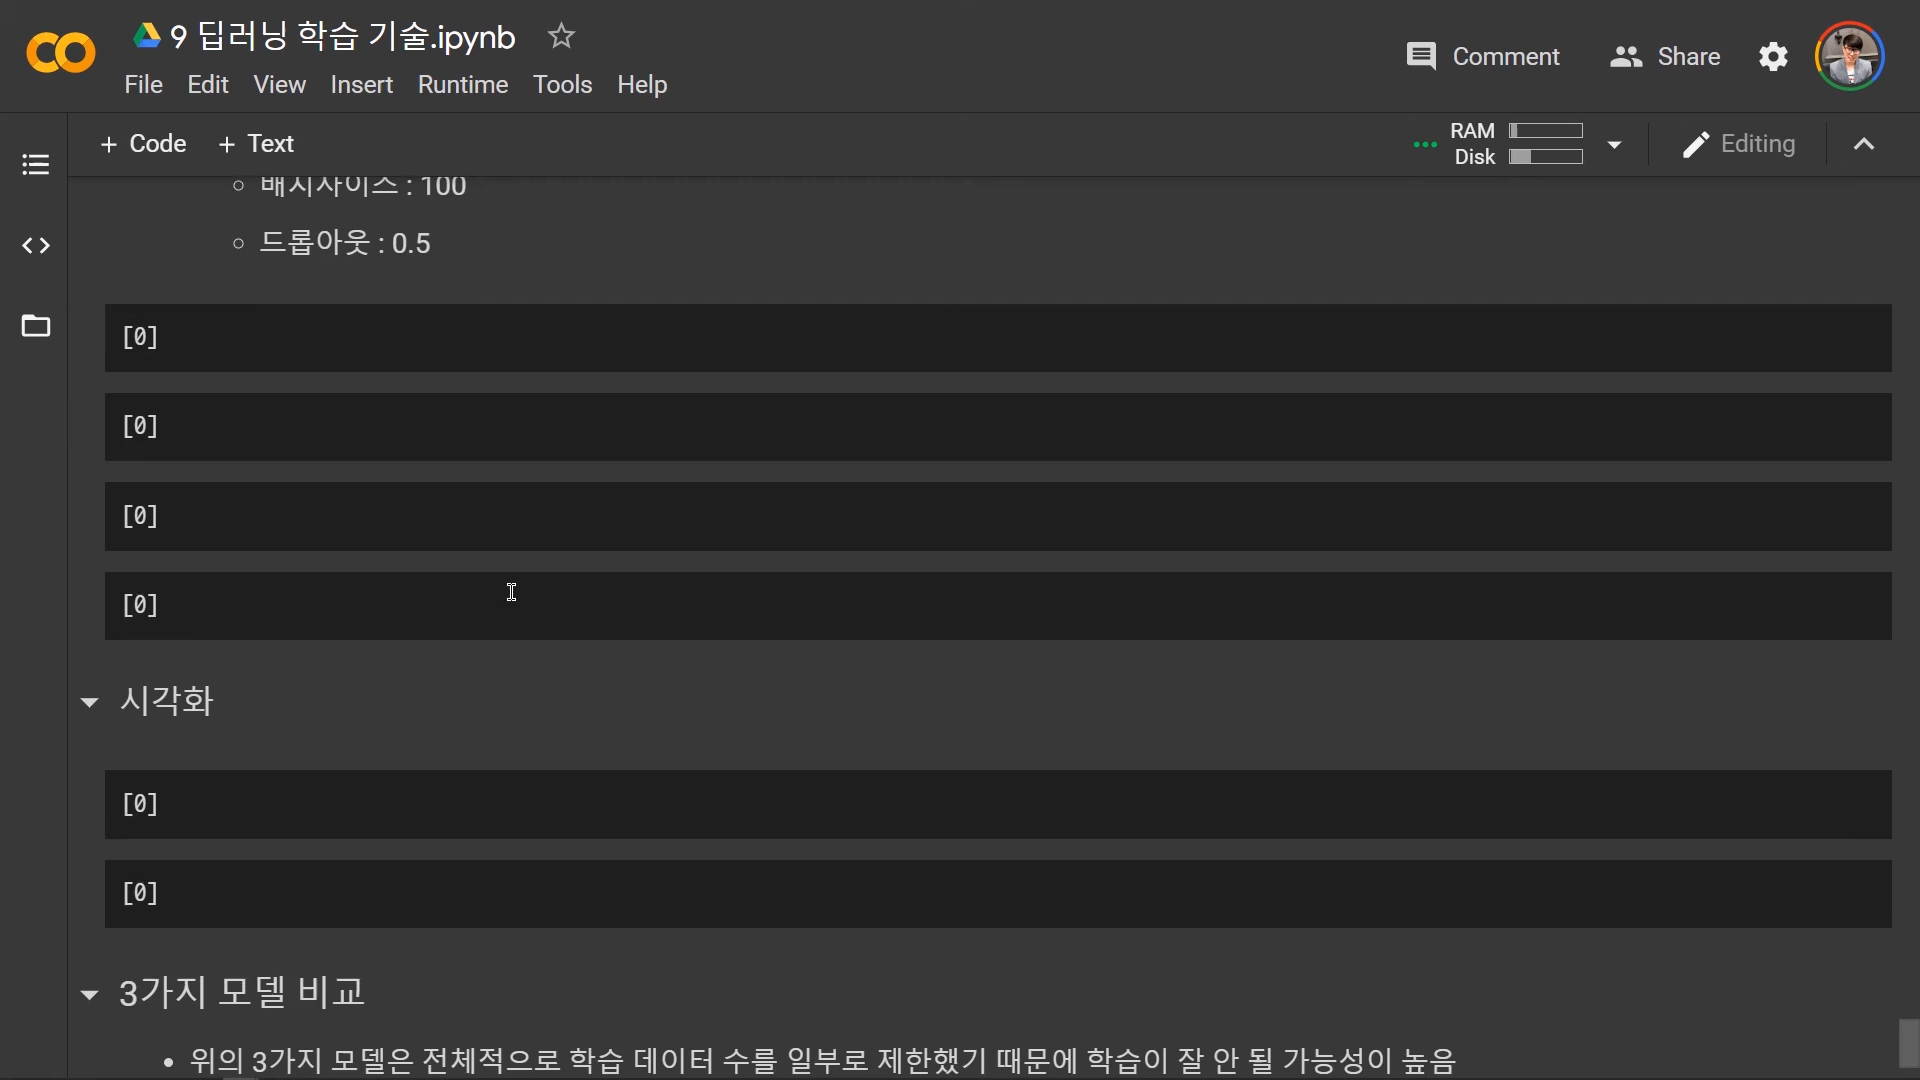 9 딥러닝 학습 기술.ipynb
File Edit View Insert Runtime Tools Help
Comment
Share
+ Code + Text
RAM
Disk
Editing
배치사이즈 : 100
드롭아웃 : 0.5
[0]
[0]
[0]
[0]
시각화
[0]
[0]
3가지 모델 비교
위의 3가지 모델은 전체적으로 학습 데이터 수를 일부로 제한했기 때문에 학습이 잘 안 될 가능성이 높음